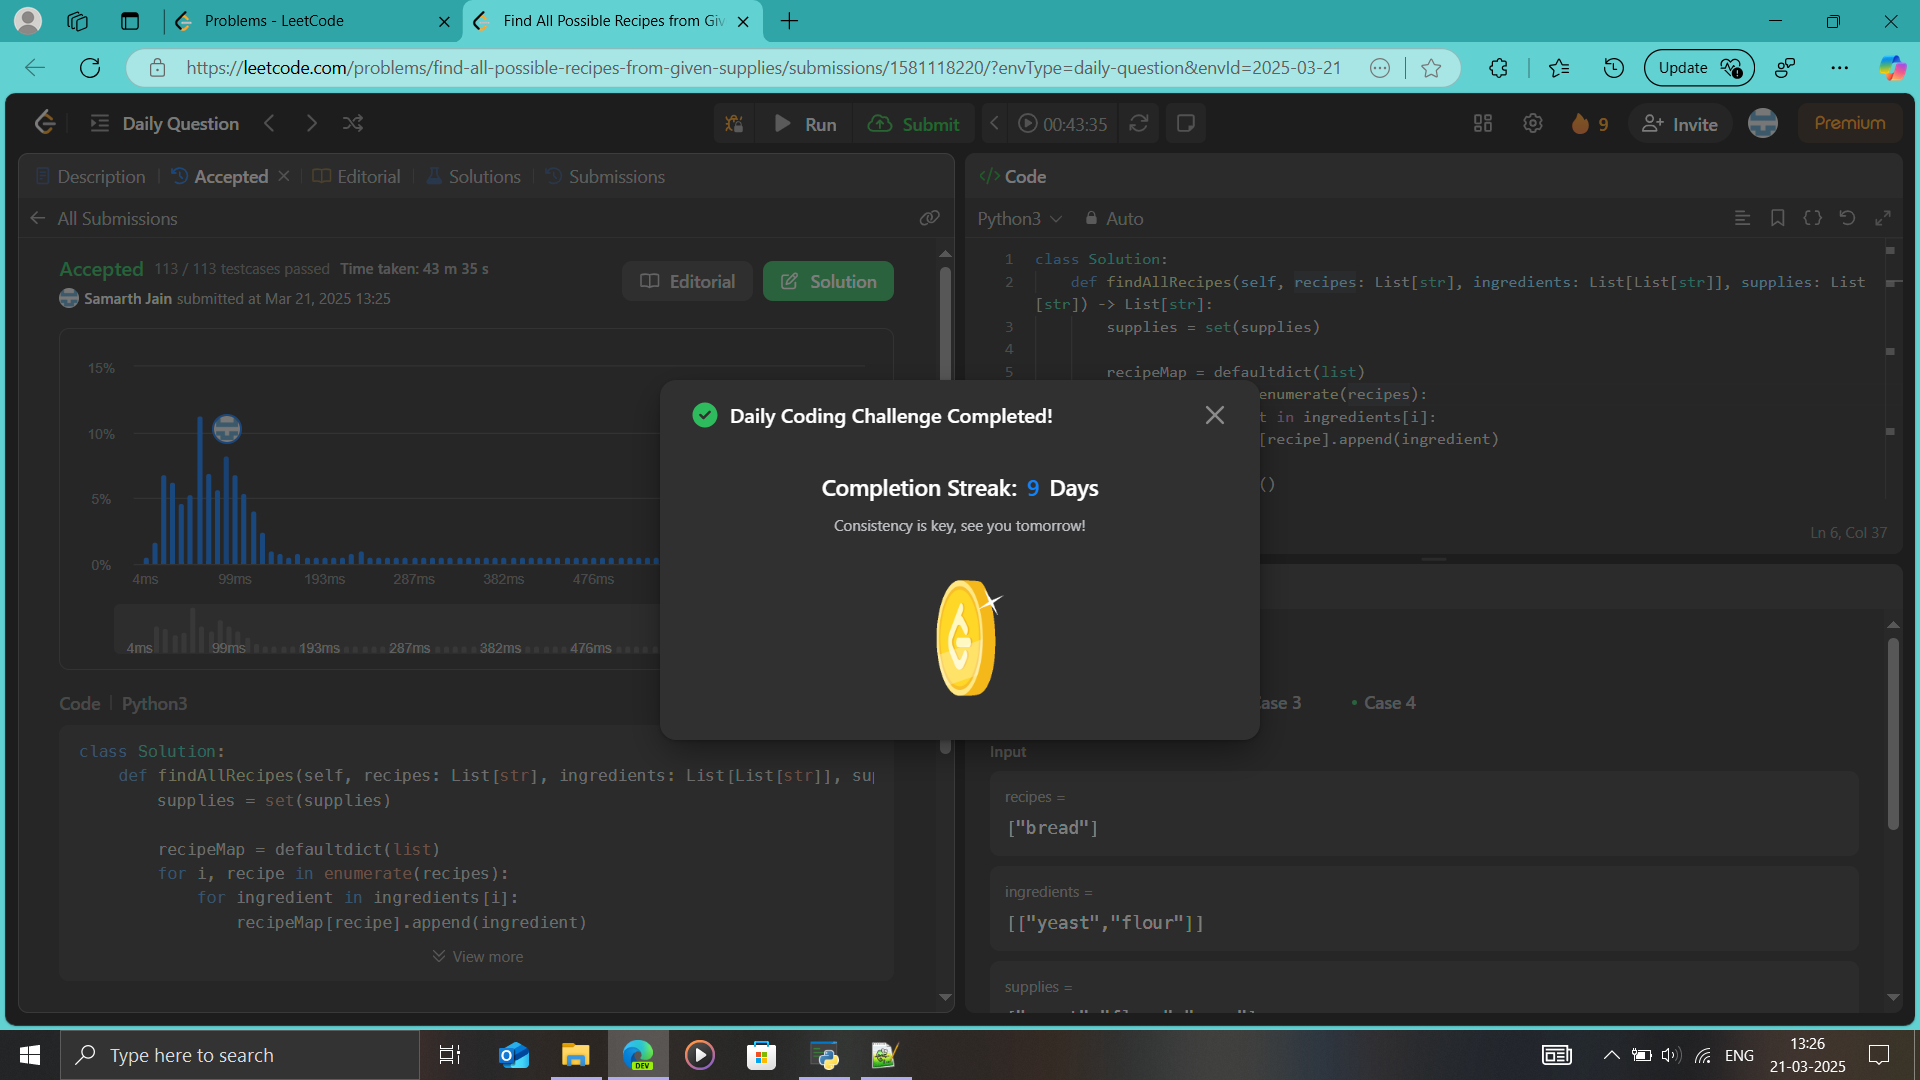 Problems - LeetCode
Find All Possible Recipes from Giv
https://leetcode.com/problems/find-all-possible-recipes-from-given-supplies/submissions/1581118220/?envType=daily-question&envId=2025-03-21
Update
Daily Question
Run
Submit
00:43:35
9
Invite
Premium
Description
Accepted
Editorial
Solutions
Submissions
All Submissions
Accepted 113 / 113 testcases passed Time taken: 43 m 35 s
Samarth Jain submitted at Mar 21, 2025 13:25
Editorial
Solution
15%
10%
5%
0%
4ms 99ms 193ms 287ms 382ms 476ms
4ms 99ms 193ms 287ms 382ms 476ms
Code | Python3
class Solution:
def findAllRecipes(self, recipes: List[str], ingredients: List[List[str]], su
supplies = set(supplies)
recipeMap = defaultdict(list)
for i, recipe in enumerate(recipes):
for ingredient in ingredients[i]:
recipeMap[recipe].append(ingredient)
View more
Daily Coding Challenge Completed!
Completion Streak: 9 Days
Consistency is key, see you tomorrow!
</> Code
Python3
Auto
1 class Solution:
2 def findAllRecipes(self, recipes: List[str], ingredients: List[List[str]], supplies: List
[str]) -> List[str]:
3 supplies = set(supplies)
4
5 recipeMap = defaultdict(list)
enumerate(recipes):
t in ingredients[i]:
[recipe].append(ingredient)
()
Ln 6, Col 37
Case 3
Case 4
Input
recipes =
["bread"]
ingredients =
[["yeast","flour"]]
supplies =
Type here to search
DEV
ENG
13:26
21-03-2025